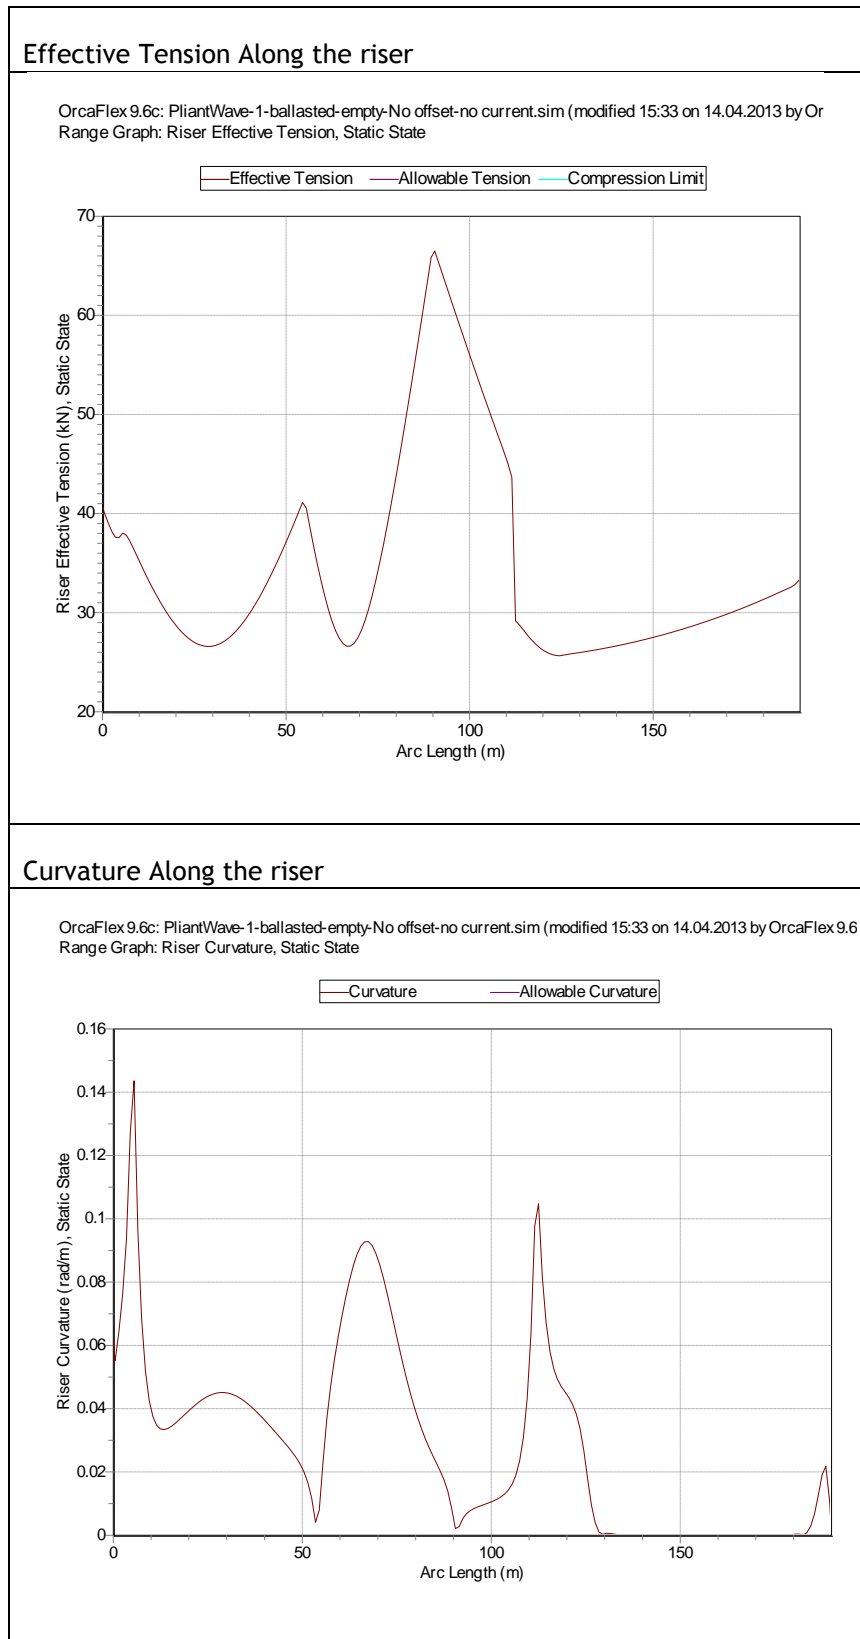 Effective Tension Along the riser
OrcaFlex 9.6c: PliantWave-1-ballasted-empty-No offset-no current.sim (modified 15:33 on 14.04.2013 by Or
Range Graph: Riser Effective Tension, Static State
Effective Tension Allowable Tension Compression Limit
Riser Effective Tension (kN), Static State
70
60
50
40
30
20
0 50 100 150
Arc Length (m)
Curvature Along the riser
OrcaFlex 9.6c: PliantWave-1-ballasted-empty-No offset-no current.sim (modified 15:33 on 14.04.2013 by OrcaFlex 9.6
Range Graph: Riser Curvature, Static State
Curvature Allowable Curvature
Riser Curvature (rad/m), Static State
0.16
0.14
0.12
0.1
0.08
0.06
0.04
0.02
0
0 50 100 150
Arc Length (m)